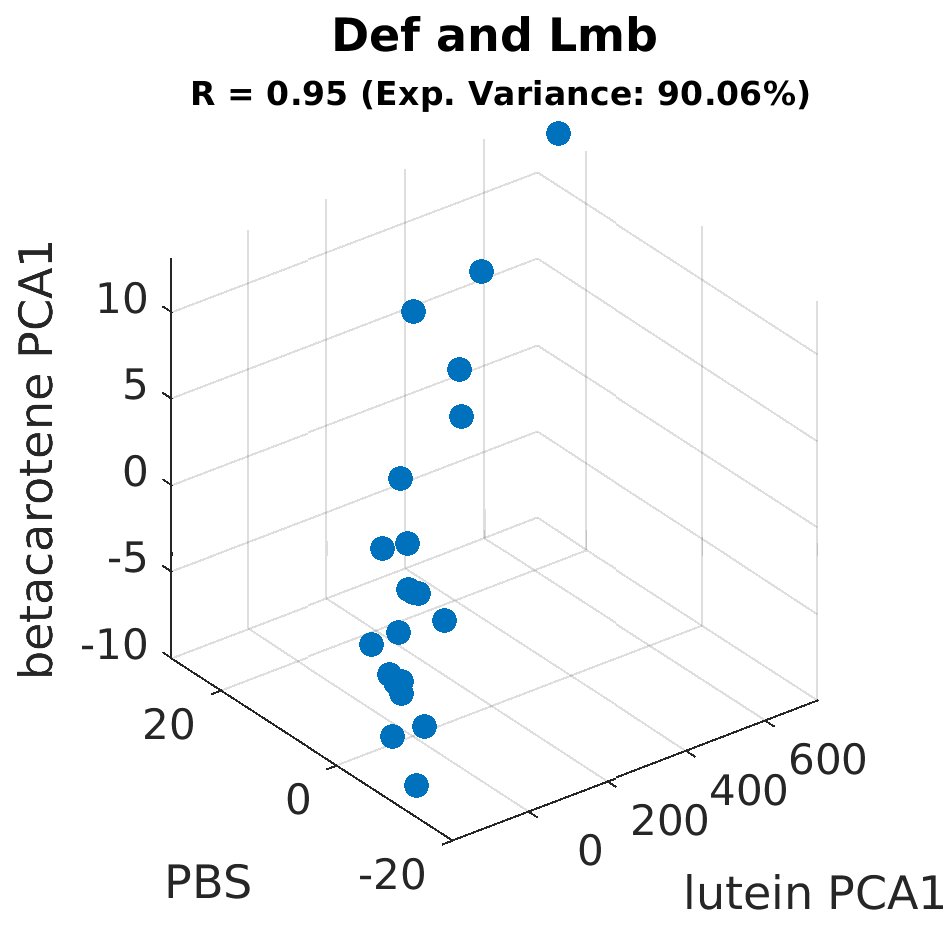 Def and Lmb
R = 0.95 (Exp. Variance: 90.06%)
betacarotene PCA1
10
5
0
-5
-10
20
0
-20
PBS
0
200
400
600
lutein PCA1